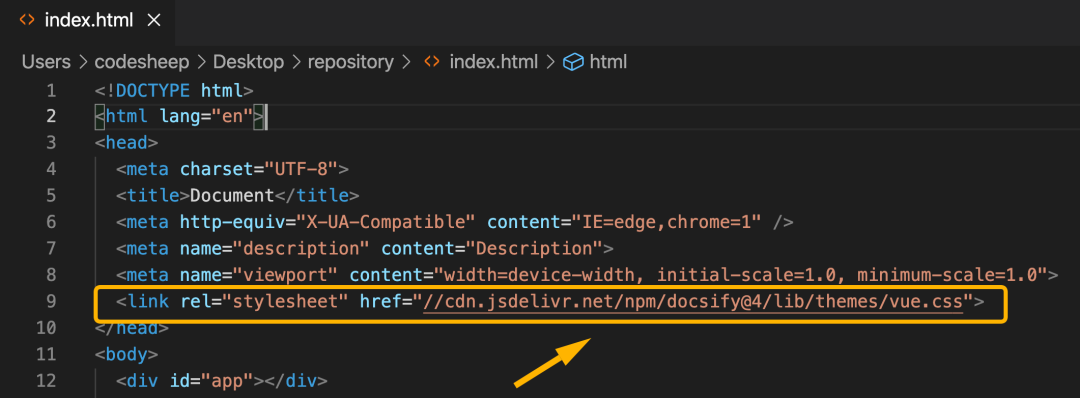 index.html
Users > codesheep > Desktop > repository > index.html > html
1 <!DOCTYPE html>
2 <html lang="en">
3 <head>
4 <meta charset="UTF-8">
5 <title>Document</title>
6 <meta http-equiv="X-UA-Compatible" content="IE=edge,chrome=1" />
7 <meta name="description" content="Description">
8 <meta name="viewport" content="width=device-width, initial-scale=1.0, minimum-scale=1.0">
9 <link rel="stylesheet" href="//cdn.jsdelivr.net/npm/docsify@4/lib/themes/vue.css">
10 </head>
11 <body>
12 <div id="app"></div>